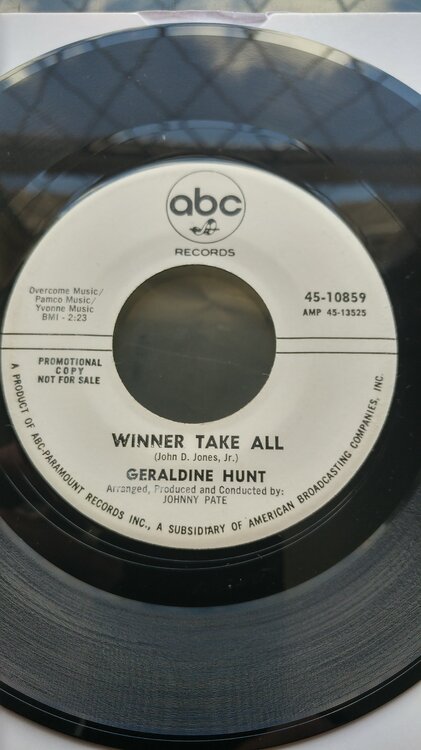 abc
RECORDS
Overcome Music/
Pamco Music/
Yvonne Music
BMI - 2:23
45-10859
AMP 45-13525
PROMOTIONAL
COPY
NOT FOR SALE
WINNER TAKE ALL
(John D. Jones, Jr.)
GERALDINE HUNT
Arranged, Produced and Conducted by:
JOHNNY PATE
A PRODUCT OF ABC-PARAMOUNT RECORDS INC., A SUBSIDIARY OF AMERICAN BROADCASTING COMPANIES, INC.